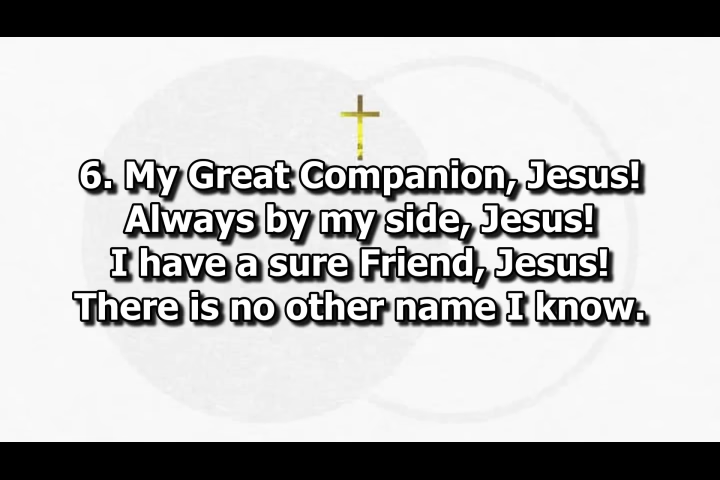 6. My Great Companion, Jesus!
Always by my side, Jesus!
I have a sure Friend, Jesus!
There is no other name I know.